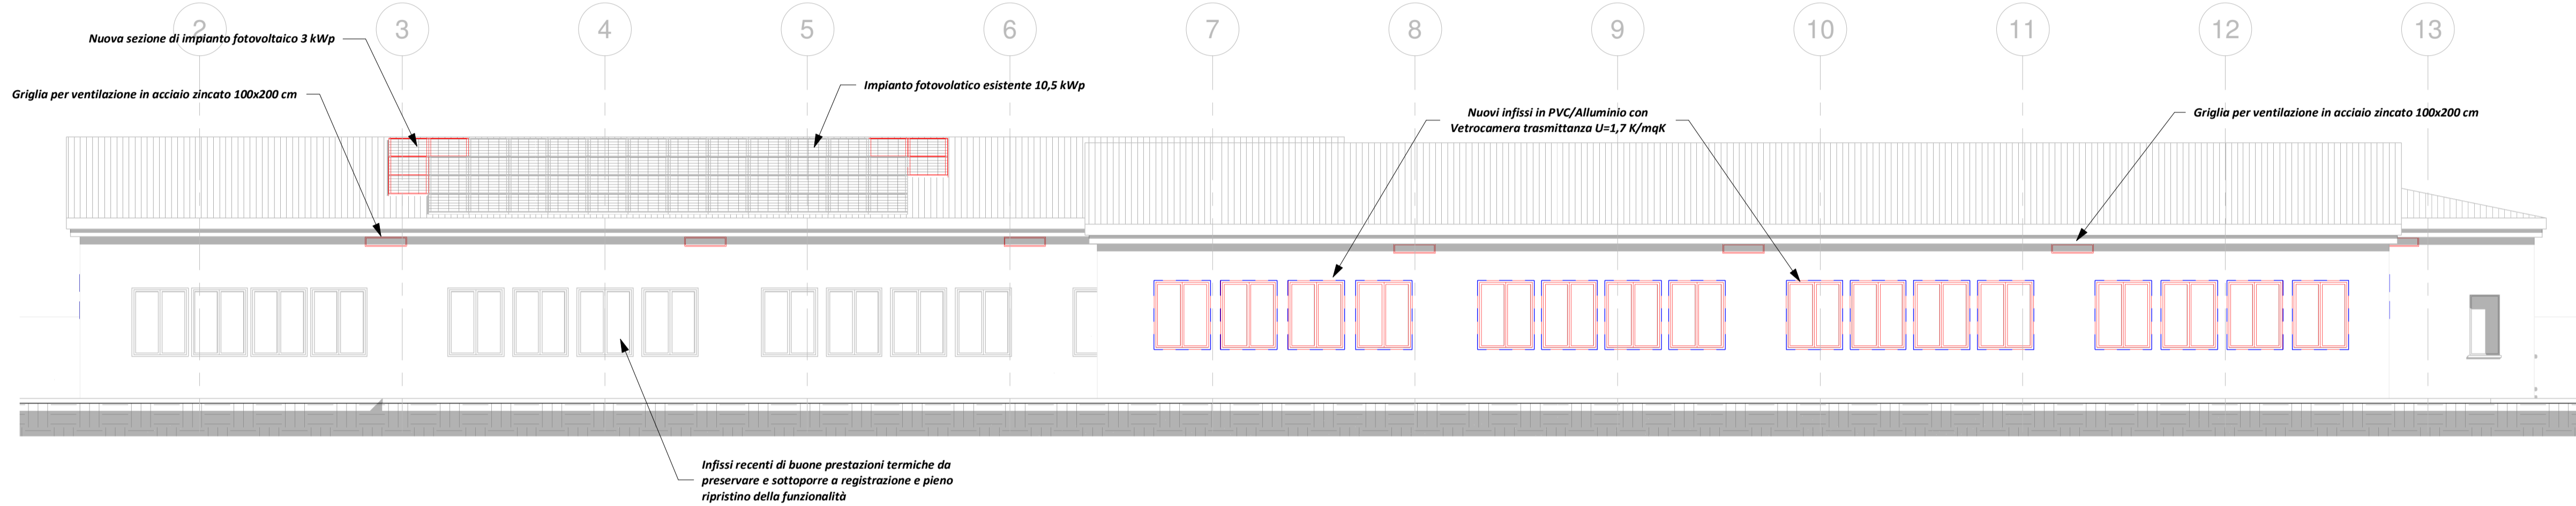 2 3 4 5 6 7 8 9 10 11 12 13
Nuova sezione di impianto fotovoltaico 3 kWp
Griglia per ventilazione in acciaio zincato 100x200 cm
Impianto fotovolatico esistente 10,5 kWp
Nuovi infissi in PVC/Alluminio con
Vetrocamera trasmittanza U=1,7 K/mqK
Griglia per ventilazione in acciaio zincato 100x200 cm
Infissi recenti di buone prestazioni termiche da
preservare e sottoporre a registrazione e pieno
ripristino della funzionalità